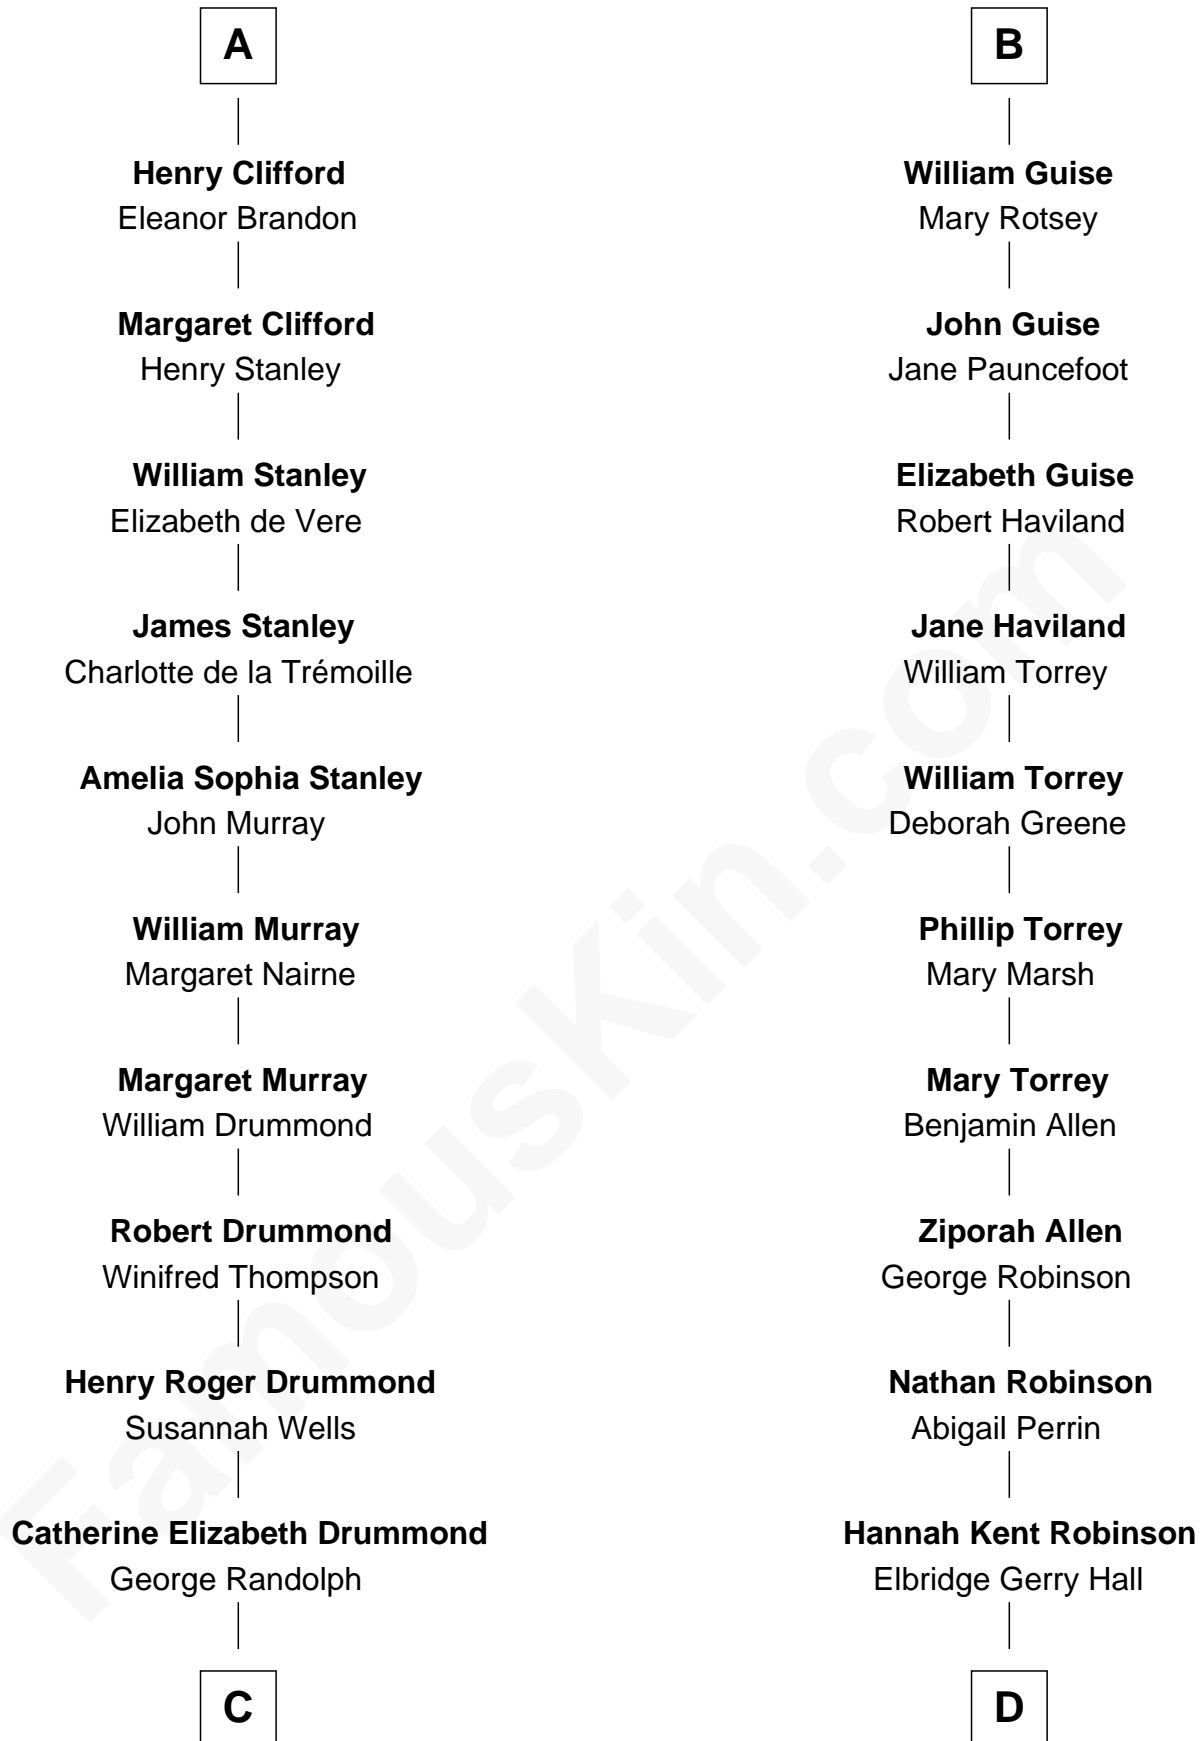 A
Henry Clifford
Eleanor Brandon
Margaret Clifford
Henry Stanley
William Stanley
Elizabeth de Vere
James Stanley
Charlotte de la Trémoille
Amelia Sophia Stanley
John Murray
William Murray
Margaret Nairne
Margaret Murray
William Drummond
Robert Drummond
Winifred Thompson
Henry Roger Drummond
Susannah Wells
Catherine Elizabeth Drummond
George Randolph
C
B
William Guise
Mary Rotsey
John Guise
Jane Pauncefoot
Elizabeth Guise
Robert Haviland
Jane Haviland
William Torrey
William Torrey
Deborah Greene
Phillip Torrey
Mary Marsh
Mary Torrey
Benjamin Allen
Ziporah Allen
George Robinson
Nathan Robinson
Abigail Perrin
Hannah Kent Robinson
Elbridge Gerry Hall
D
FamousKin.com